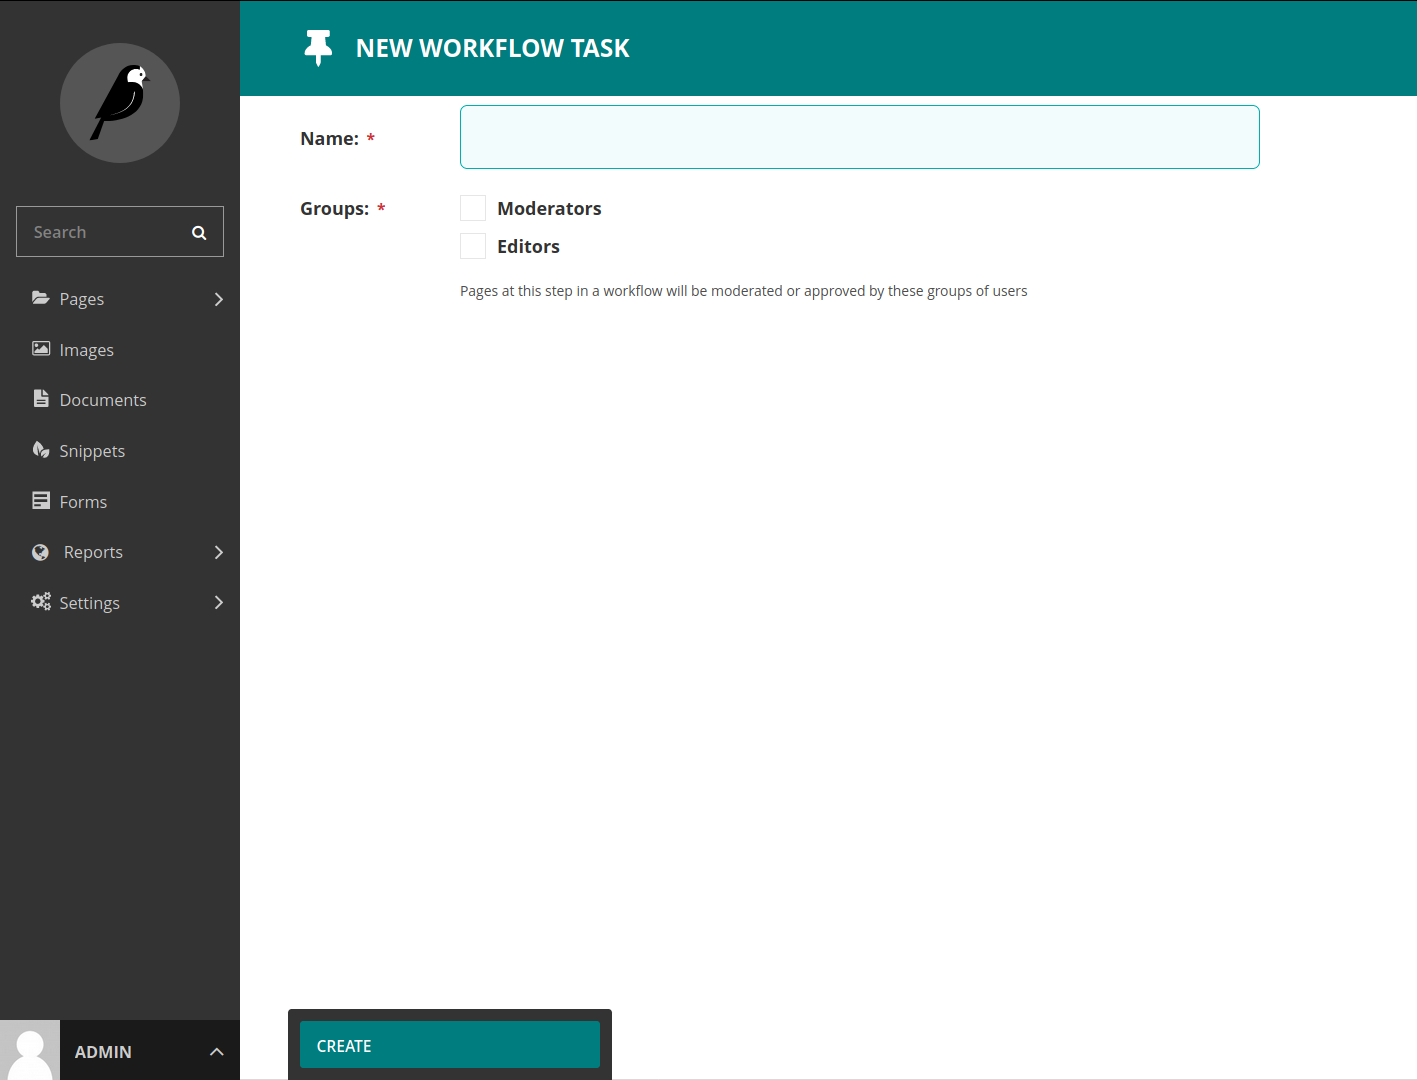 NEW WORKFLOW TASK
Search
Pages
Images
Documents
Snippets
Forms
Reports
Settings
ADMIN
Name: *
Groups: *
Moderators
Editors
Pages at this step in a workflow will be moderated or approved by these groups of users
CREATE